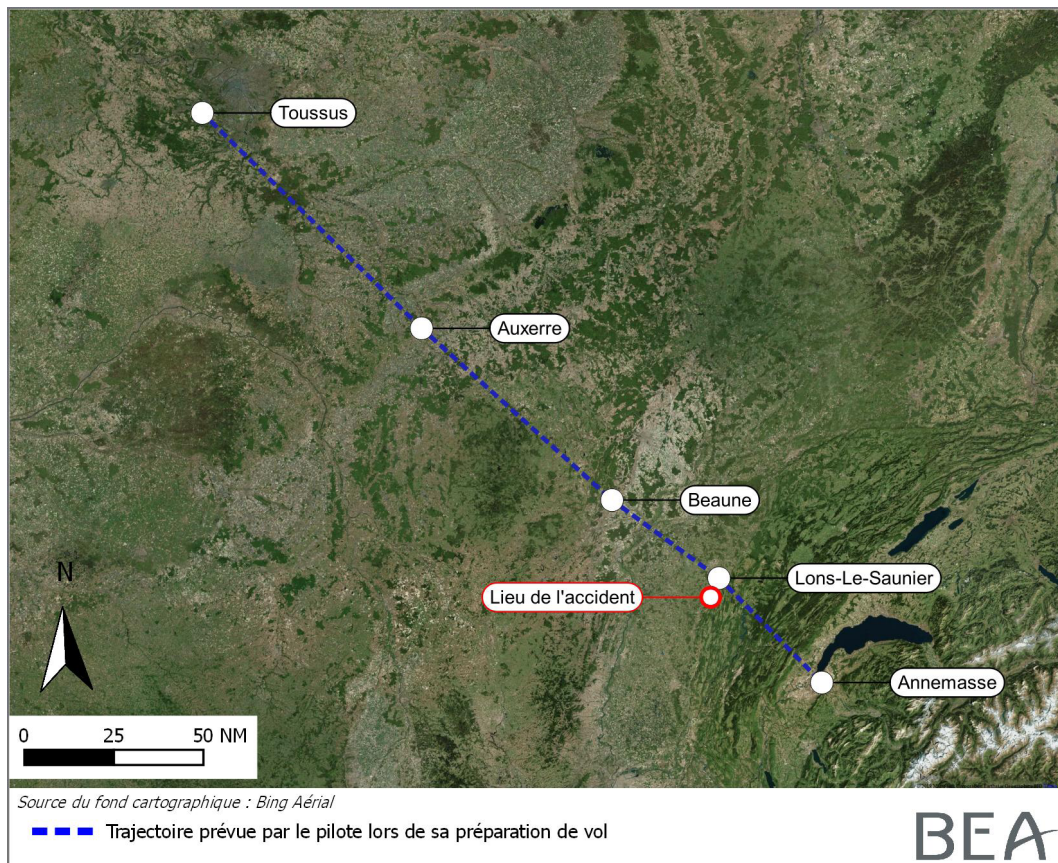 Toussus
Auxerre
Beaune
Lons-Le-Saunier
Lieu de l'accident
Annemasse
N
0 25 50 NM
Source du fond cartographique : Bing Aérial
Trajectoire prévue par le pilote lors de sa préparation de vol
BEA